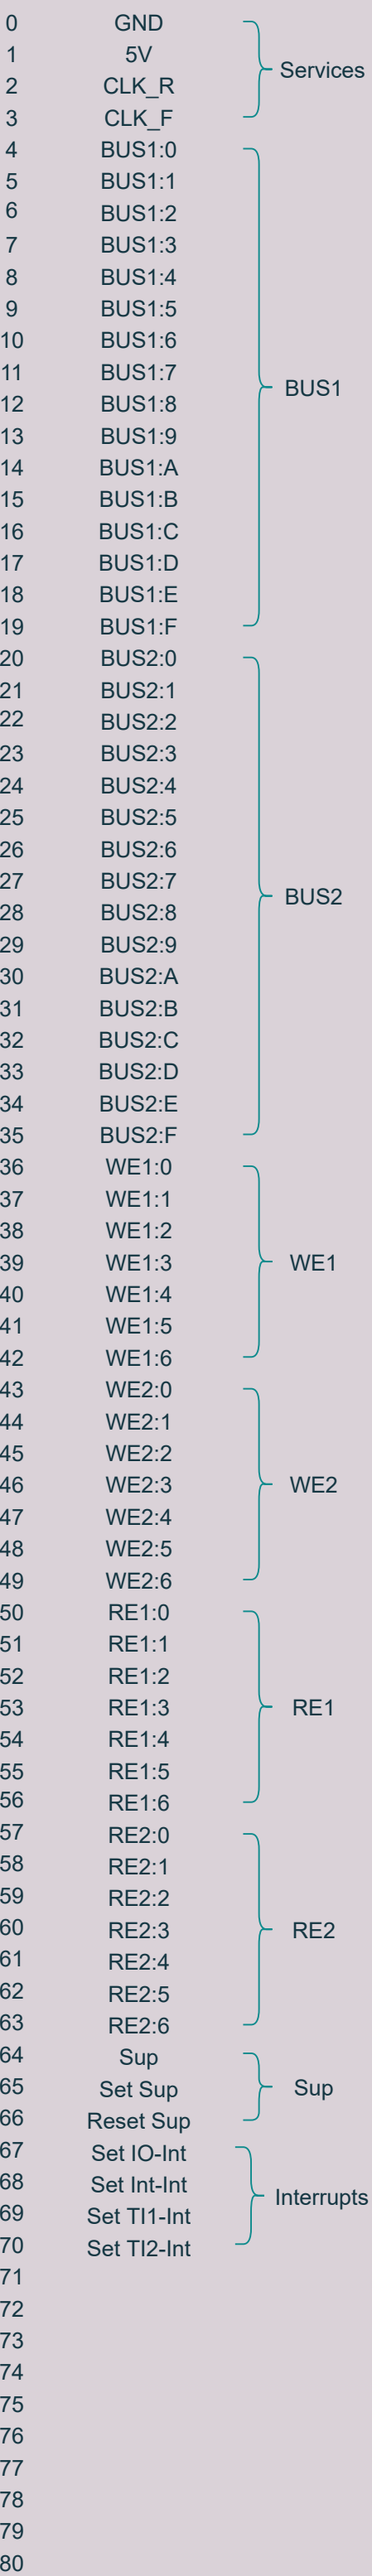 0 GND
1 5V
2 CLK_R
Services
3 CLK_F
4 BUS1:0
5 BUS1:1
6 BUS1:2
7 BUS1:3
8 BUS1:4
9 BUS1:5
10 BUS1:6
11 BUS1:7
BUS1
12 BUS1:8
13 BUS1:9
14 BUS1:A
15 BUS1:B
16 BUS1:C
17 BUS1:D
18 BUS1:E
19 BUS1:F
20 BUS2:0
21 BUS2:1
22 BUS2:2
23 BUS2:3
24 BUS2:4
25 BUS2:5
26 BUS2:6
27 BUS2:7
BUS2
28 BUS2:8
29 BUS2:9
30 BUS2:A
31 BUS2:B
32 BUS2:C
33 BUS2:D
34 BUS2:E
35 BUS2:F
36 WE1:0
37 WE1:1
38 WE1:2
39 WE1:3 WE1
40 WE1:4
41 WE1:5
42 WE1:6
43 WE2:0
44 WE2:1
45 WE2:2
46 WE2:3 WE2
47 WE2:4
48 WE2:5
49 WE2:6
50 RE1:0
51 RE1:1
52 RE1:2
53 RE1:3 RE1
54 RE1:4
55 RE1:5
56 RE1:6
57 RE2:0
58 RE2:1
59 RE2:2
60 RE2:3 RE2
61 RE2:4
62 RE2:5
63 RE2:6
64 Sup
65 Set Sup Sup
66 Reset Sup
67 Set IO-Int
68 Set Int-Int
Interrupts
69 Set TI1-Int
70 Set TI2-Int
71
72
73
74
75
76
77
78
79
80